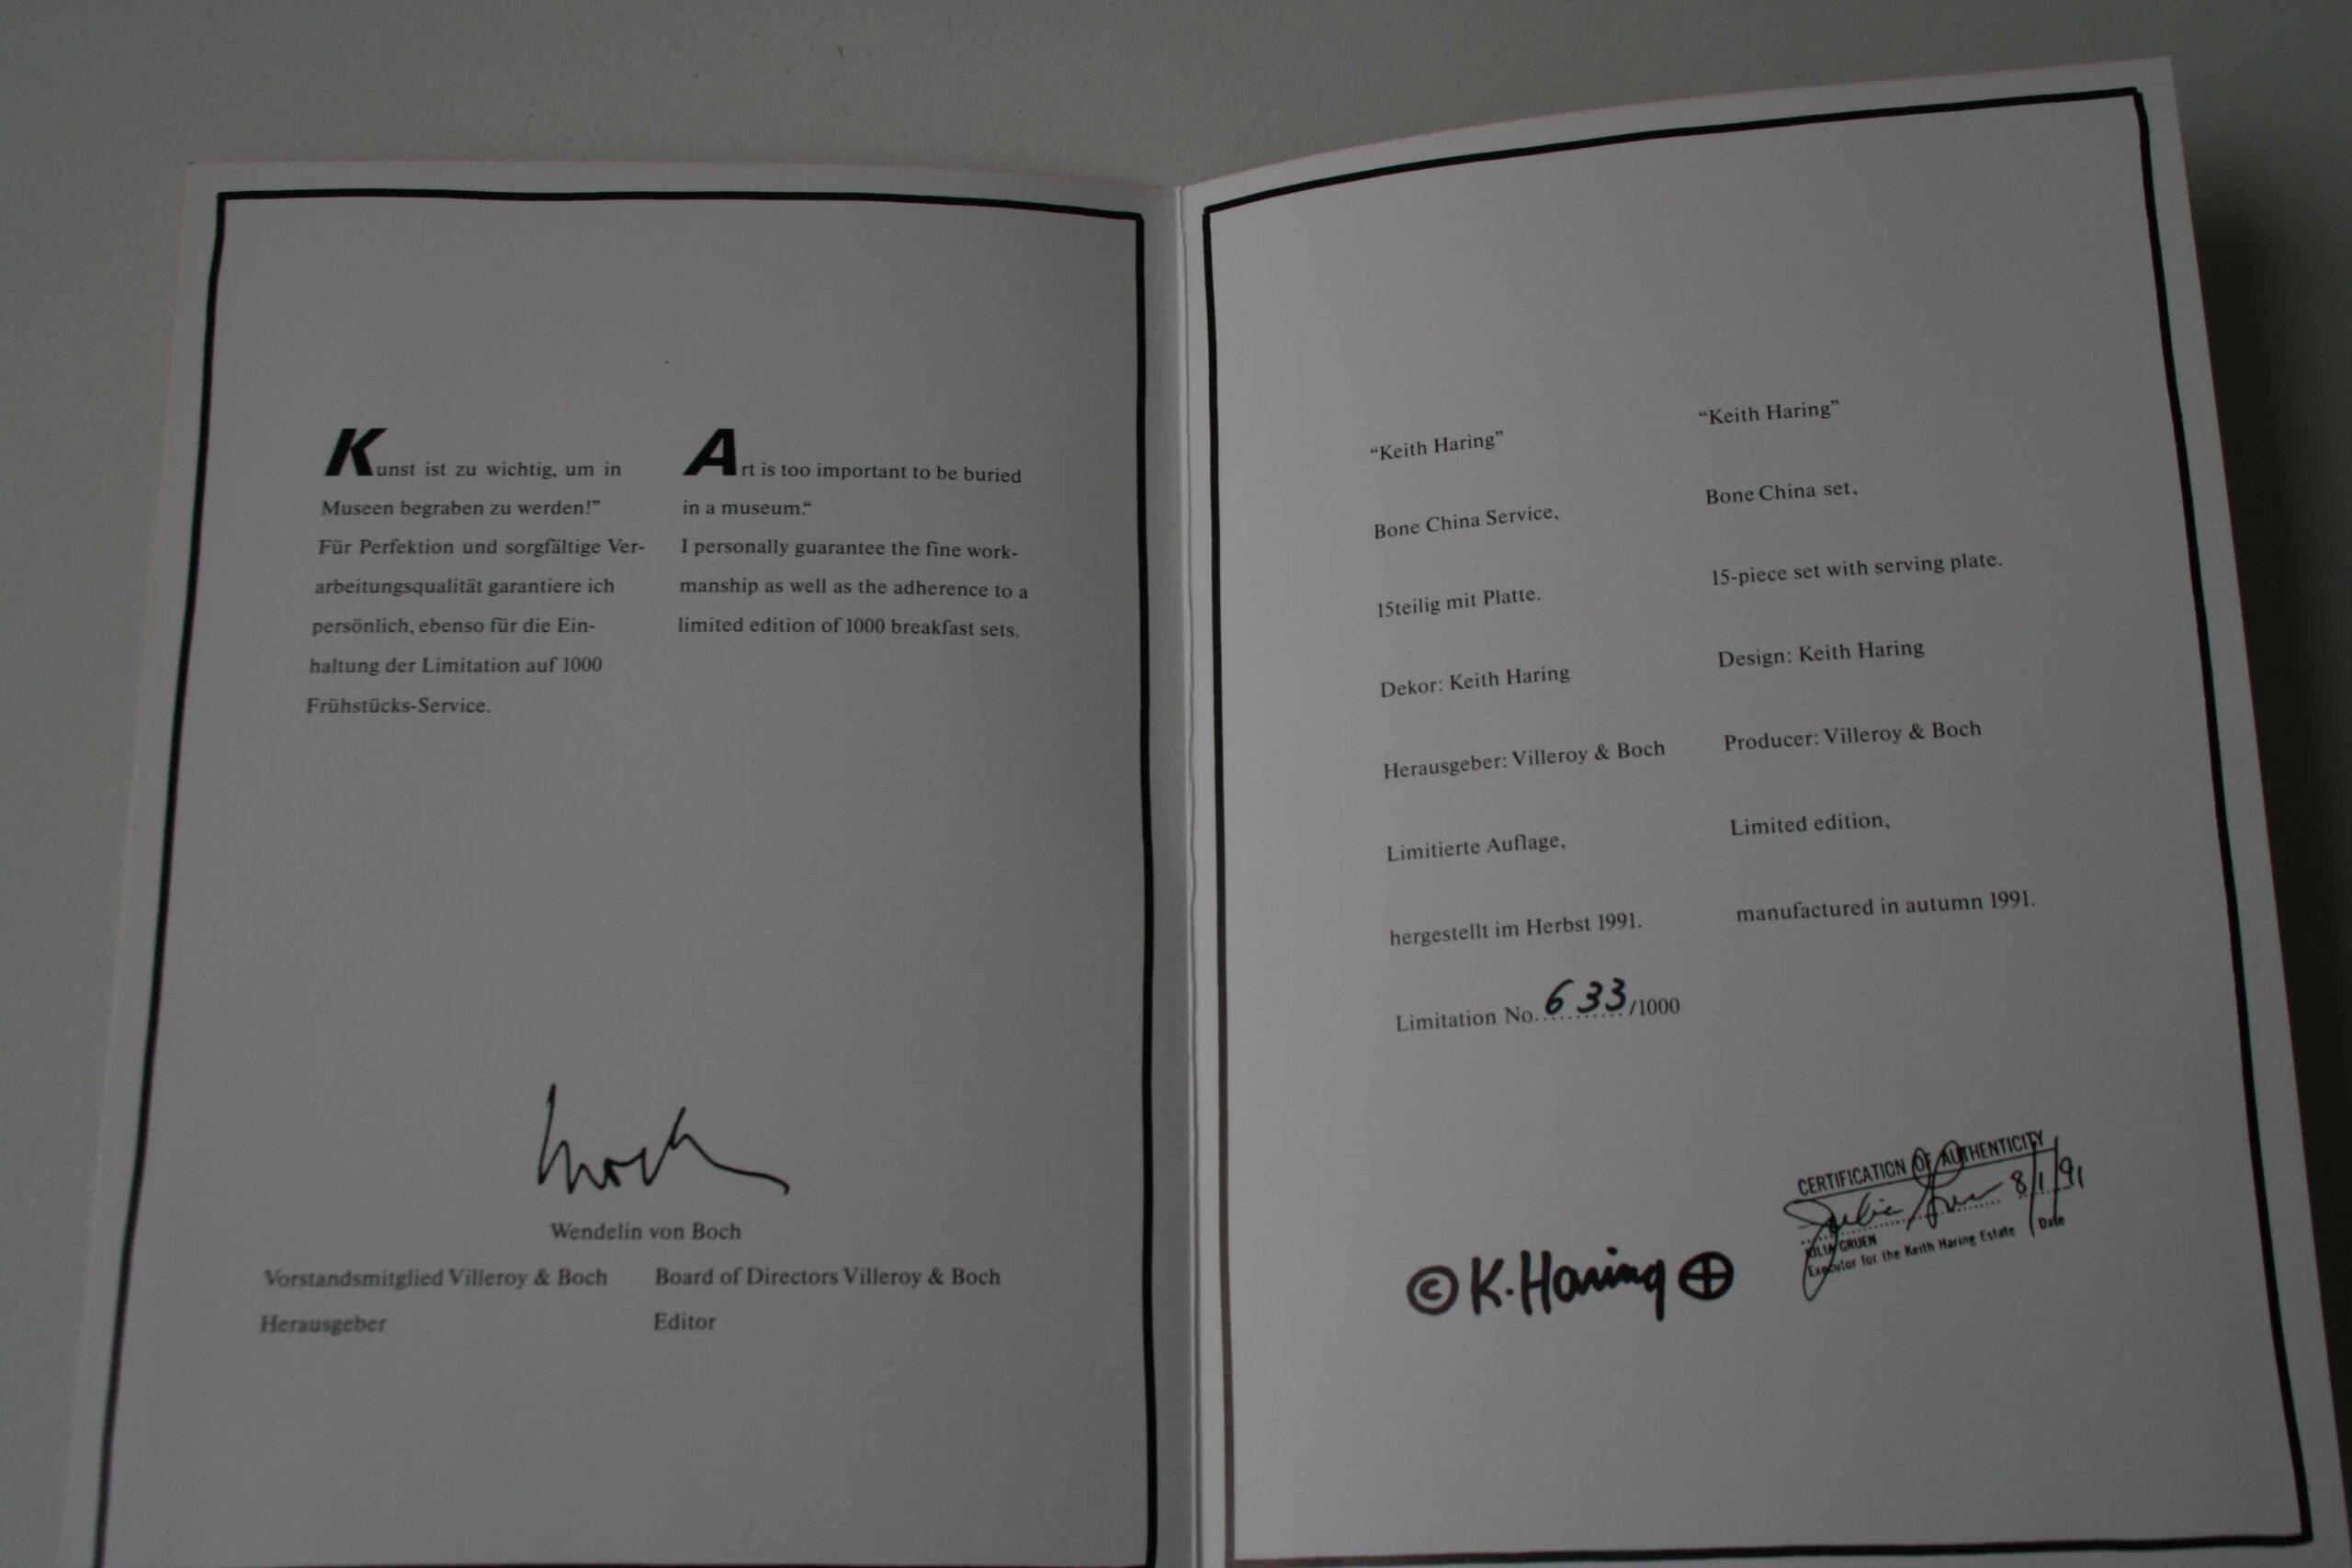 Kunst ist zu wichtig, um in
Museen begraben zu werden!”
Für Perfektion und sorgfältige Ver-
arbeitungsqualität garantiere ich
persönlich, ebenso für die Ein-
haltung der Limitation auf 1000
Frühstücks-Service.
Art is too important to be buried
in a museum.“
I personally guarantee the fine work-
manship as well as the adherence to a
limited edition of 1000 breakfast sets.
Boch
Wendelin von Boch
Vorstandsmitglied Villeroy & Boch
Herausgeber
Board of Directors Villeroy & Boch
Editor
“Keith Haring”
Bone China Service,
15teilig mit Platte.
Dekor: Keith Haring
Herausgeber: Villeroy & Boch
Limitierte Auflage,
hergestellt im Herbst 1991.
Limitation No. 633/1000
“Keith Haring”
Bone China set,
15-piece set with serving plate.
Design: Keith Haring
Producer: Villeroy & Boch
Limited edition,
manufactured in autumn 1991.
© K. Haring ⊕
CERTIFICATION OF AUTHENTICITY
Julia Gruen 8/1/91
JULIA GRUEN
Executor for the Keith Haring Estate Date